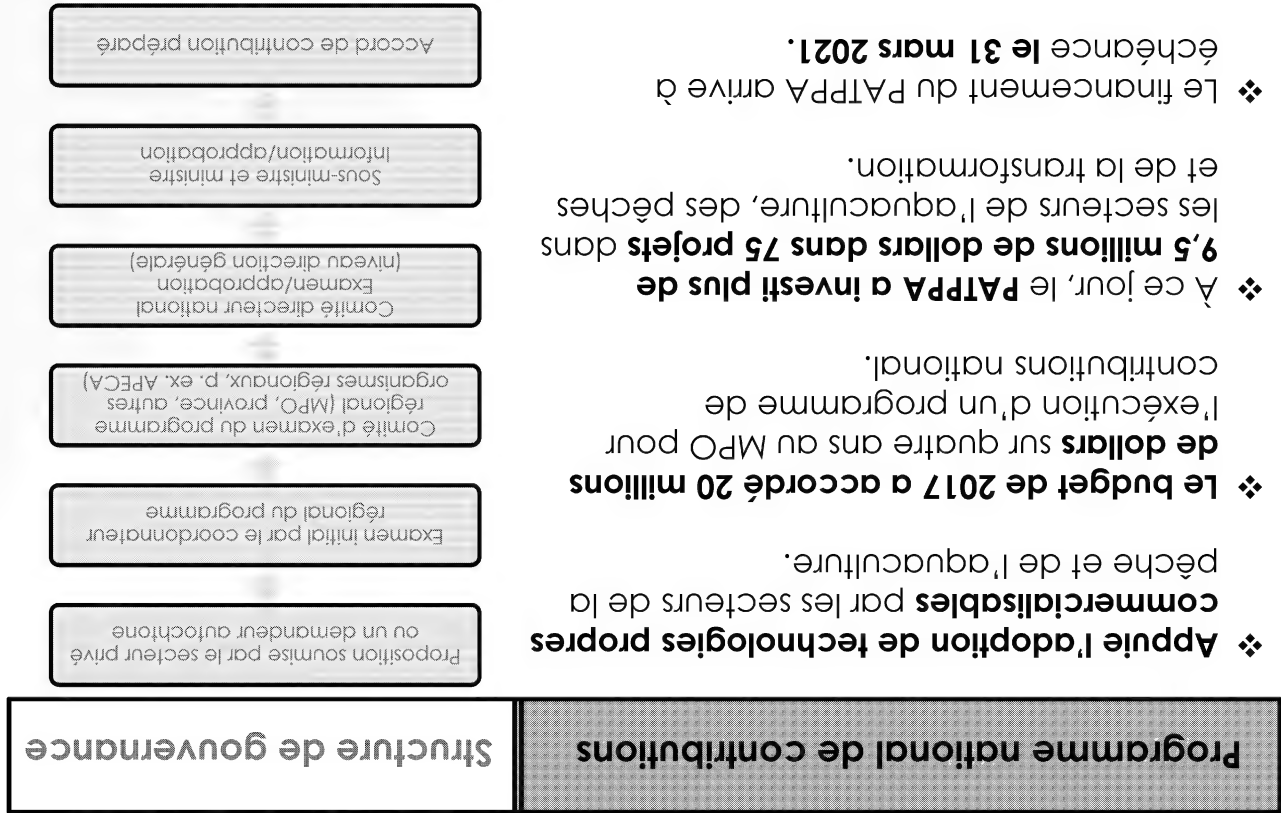 Programme national de contributions
❖ Appuie l'adoption de technologies propres
commercialisables par les secteurs de la
pêche et de l'aquaculture.
❖ Le budget de 2017 a accordé 20 millions
de dollars sur quatre ans au MPO pour
l'exécution d'un programme de
contributions national.
❖ À ce jour, le PATPPA a investi plus de
9,5 millions de dollars dans 75 projets dans
les secteurs de l'aquaculture, des pêches
et de la transformation.
❖ Le financement du PATPPA arrive à
échéance le 31 mars 2021.
Structure de gouvernance
Proposition soumise par le secteur privé
ou un demandeur autochtone
Examen initial par le coordonnateur
régional du programme
Comité d'examen du programme
régional (MPO, province, autres
organismes régionaux, p. ex. APECA)
Comité directeur national
Examen/approbation
(niveau direction générale)
Sous-ministre et ministre
Information/approbation
Accord de contribution préparé